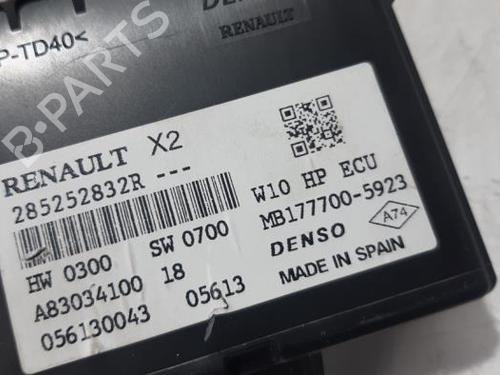 P-TD40<
RENAULT
RENAULT X2
285252832R ---
HW 0300 SW 0700
A83034100 18
056130043 05613
W10 HP ECU
MB177700-5923
DENSO
A74
MADE IN SPAIN
B-PARTS